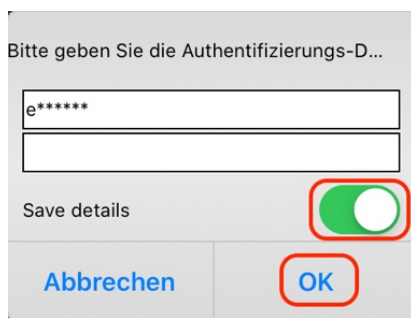 Bitte geben Sie die Authentifizierungs-D...
e******
Save details
Abbrechen OK